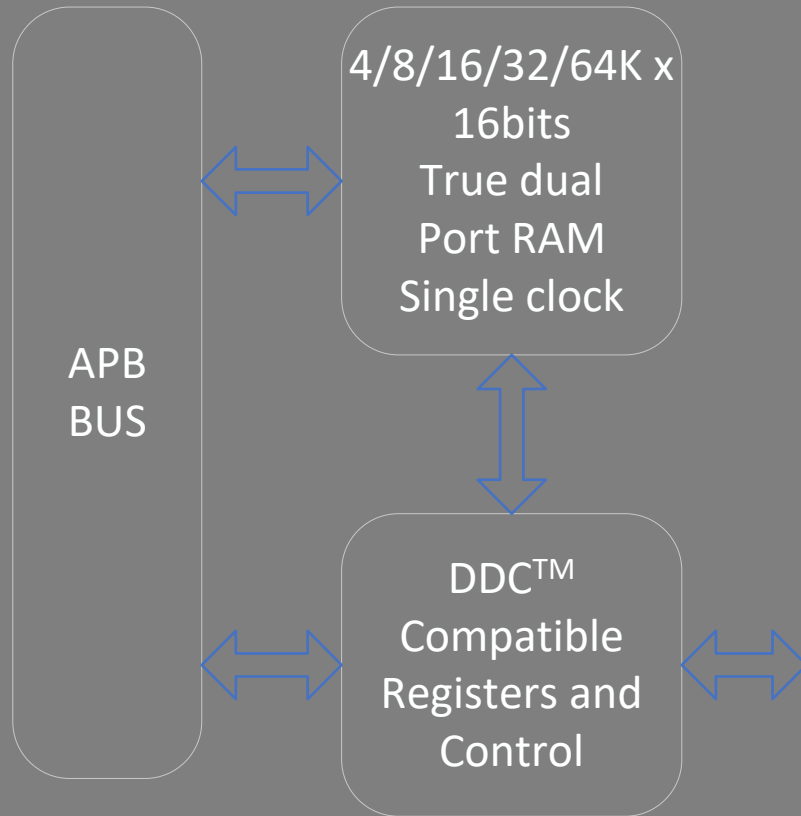 4/8/16/32/64K x
16bits
True dual
Port RAM
Single clock
APB
BUS
DDC™
Compatible
Registers and
Control